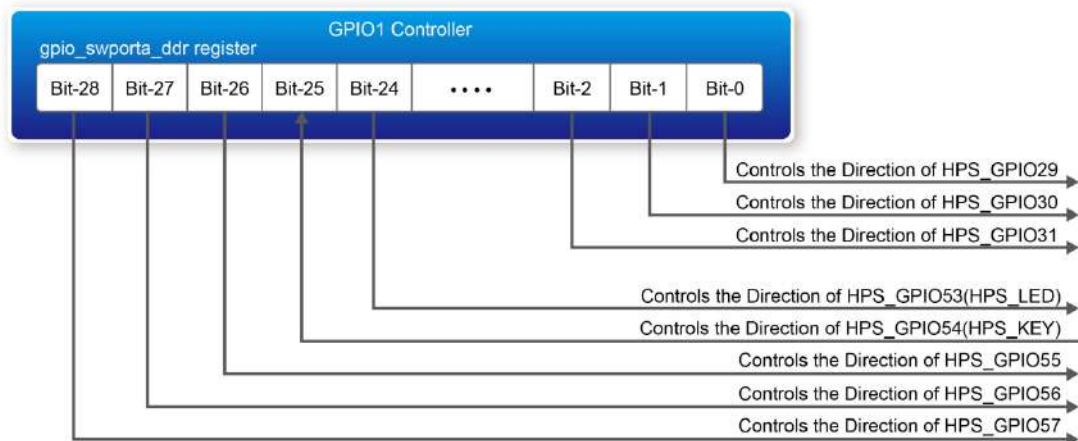 GPIO1 Controller
gpio_swporta_ddr register
Bit-28 Bit-27 Bit-26 Bit-25 Bit-24 •••• Bit-2 Bit-1 Bit-0
Controls the Direction of HPS_GPIO29
Controls the Direction of HPS_GPIO30
Controls the Direction of HPS_GPIO31
Controls the Direction of HPS_GPIO53(HPS_LED)
Controls the Direction of HPS_GPIO54(HPS_KEY)
Controls the Direction of HPS_GPIO55
Controls the Direction of HPS_GPIO56
Controls the Direction of HPS_GPIO57